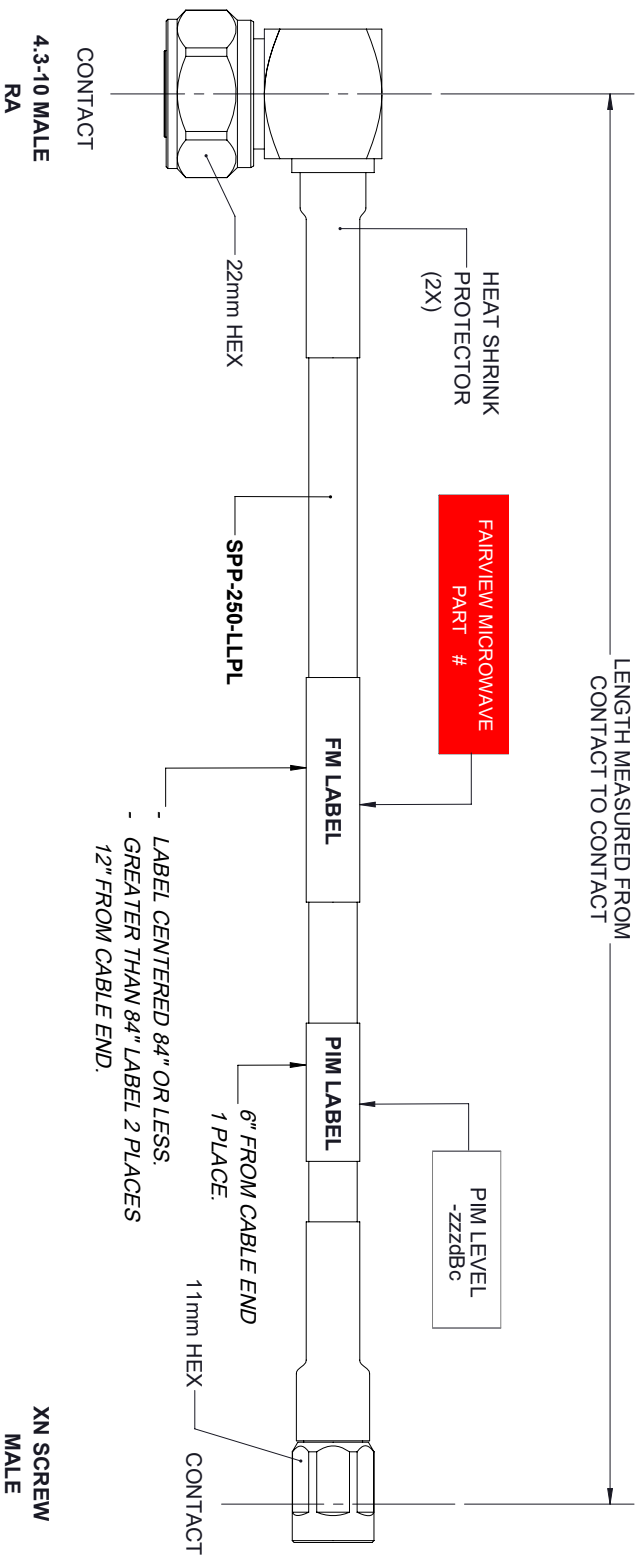 LENGTH MEASURED FROM
CONTACT TO CONTACT
FAIRVIEW MICROWAVE
PART #
PIM LEVEL
-zzzdBc
HEAT SHRINK
PROTECTOR
(2X)
FM LABEL
PIM LABEL
22mm HEX
SPP-250-LLPL
- LABEL CENTERED 84" OR LESS.
- GREATER THAN 84" LABEL 2 PLACES
12" FROM CABLE END.
6" FROM CABLE END
1 PLACE.
11mm HEX
CONTACT
4.3-10 MALE
RA
CONTACT
XN SCREW
MALE